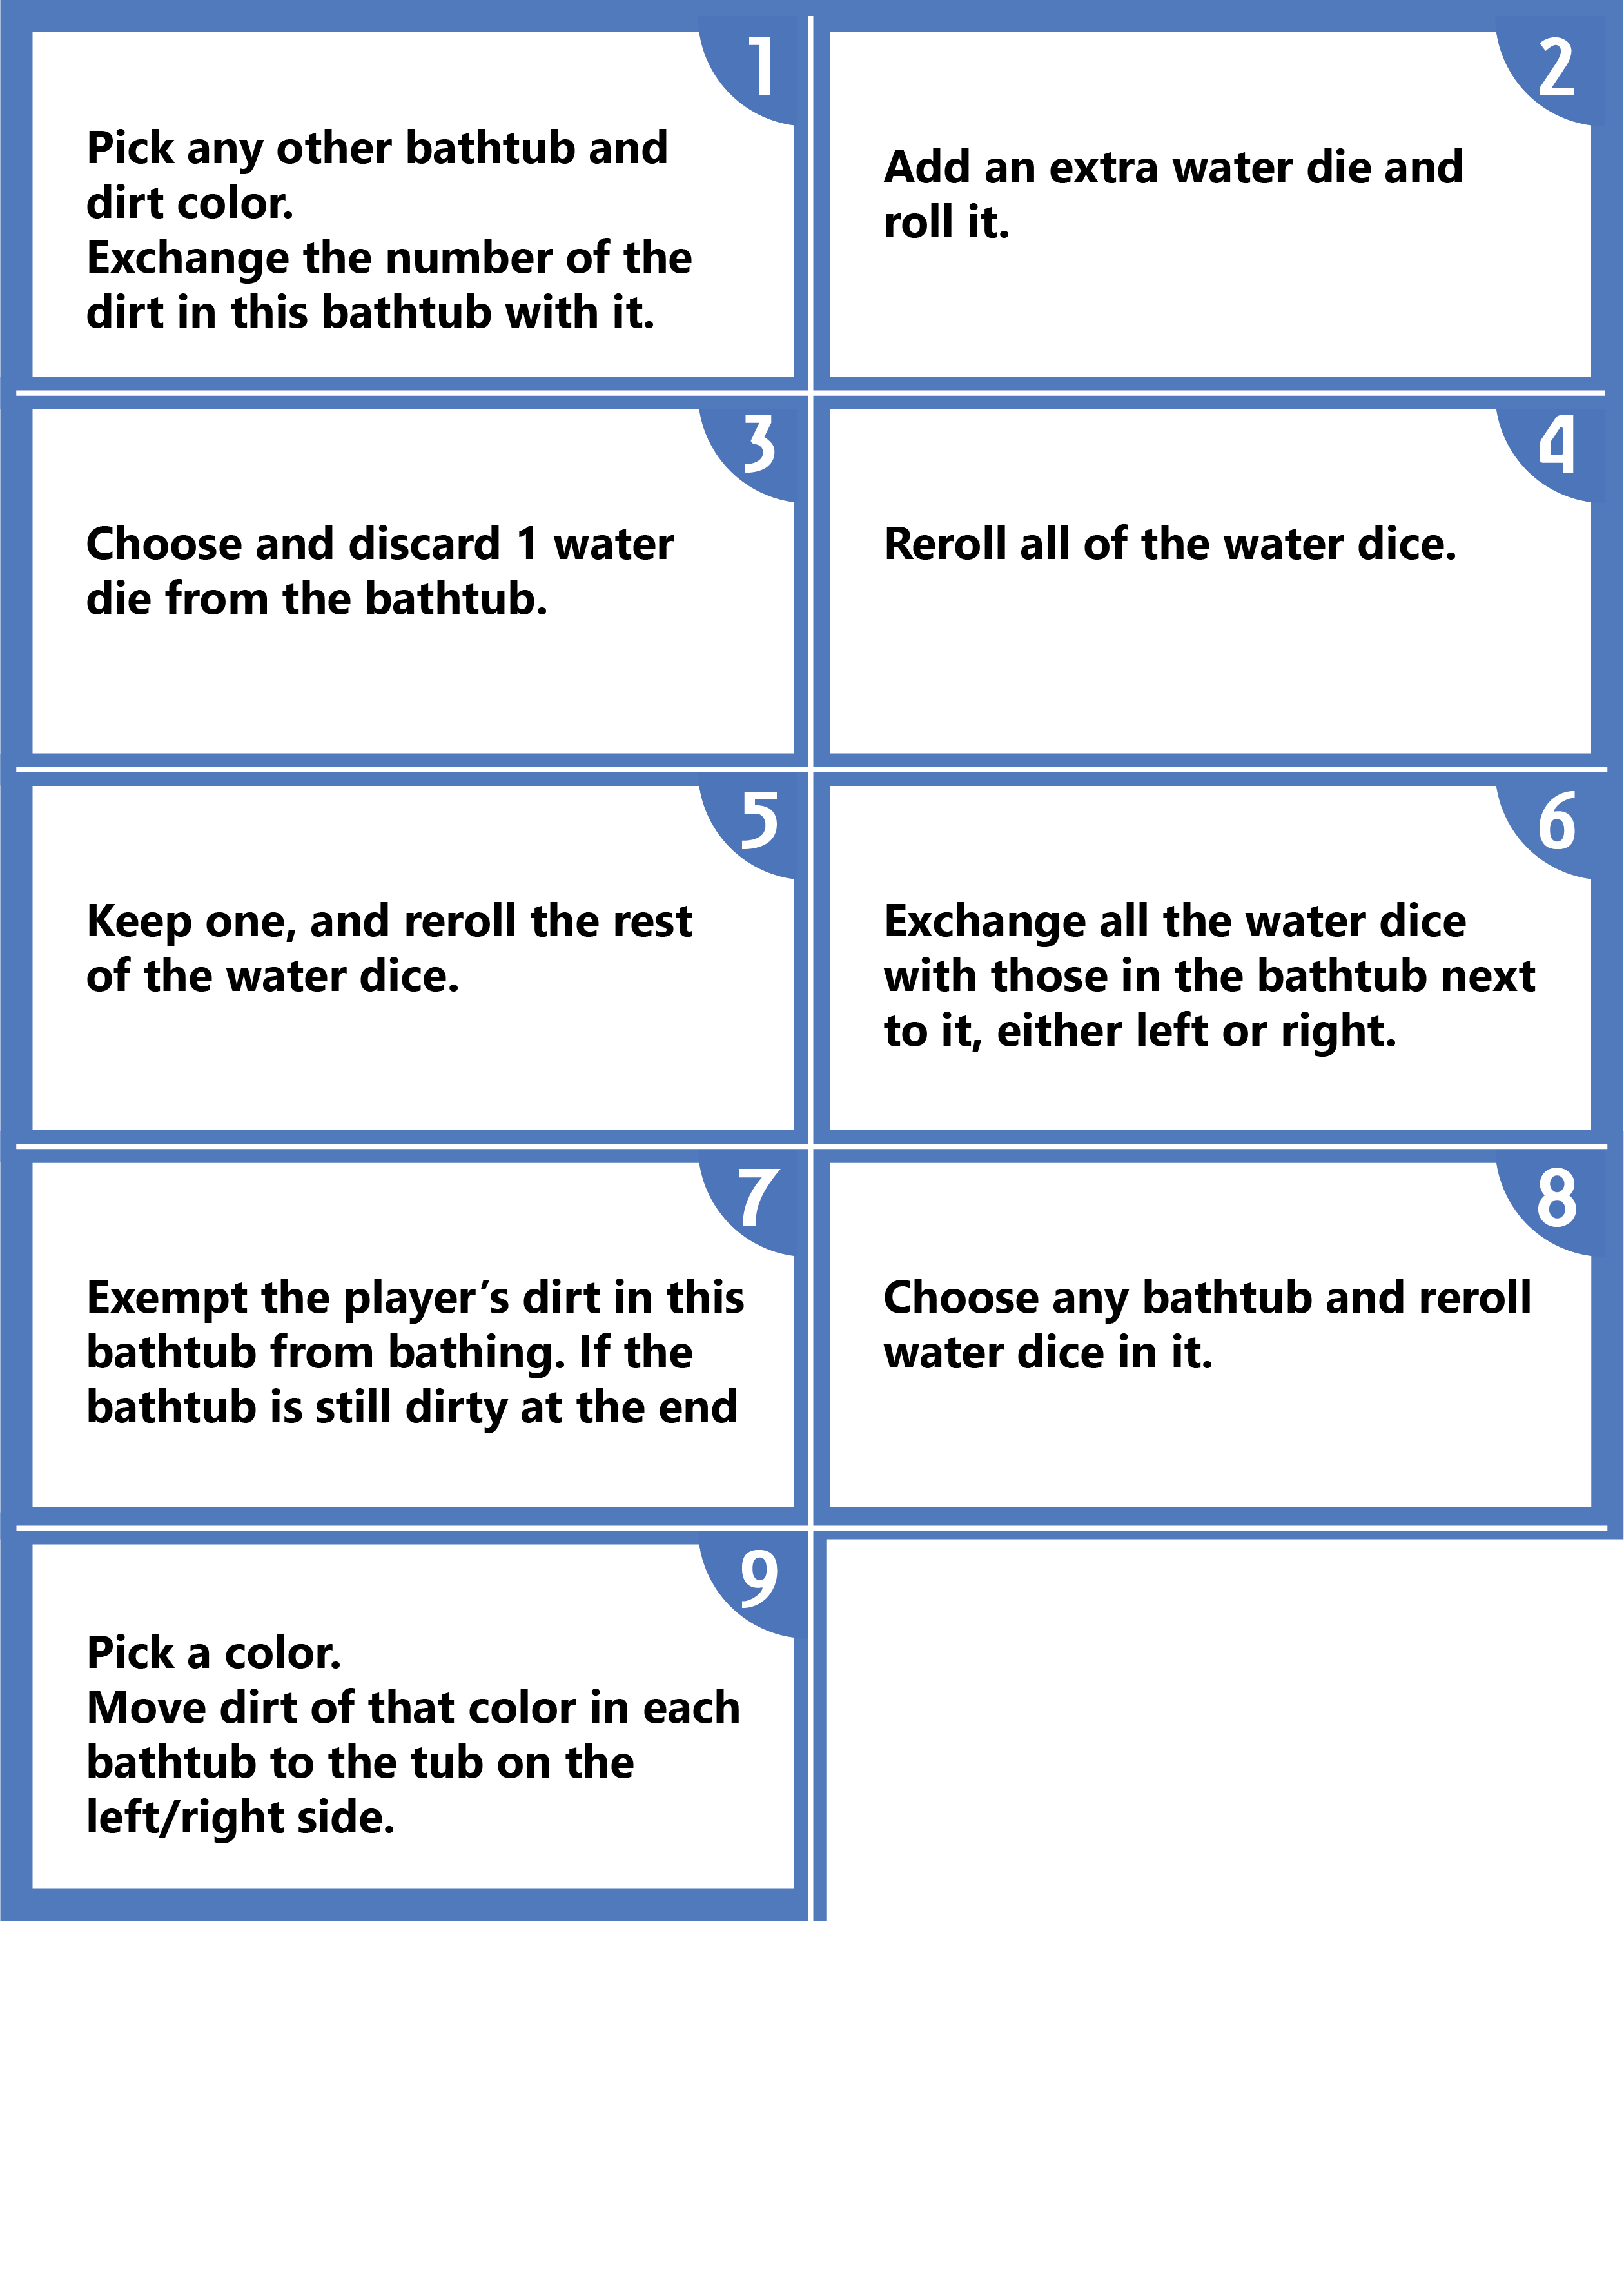 1
Pick any other bathtub and
dirt color.
Exchange the number of the
dirt in this bathtub with it.
2
Add an extra water die and
roll it.
3
Choose and discard 1 water
die from the bathtub.
4
Reroll all of the water dice.
5
Keep one, and reroll the rest
of the water dice.
6
Exchange all the water dice
with those in the bathtub next
to it, either left or right.
7
Exempt the player’s dirt in this
bathtub from bathing. If the
bathtub is still dirty at the end
8
Choose any bathtub and reroll
water dice in it.
9
Pick a color.
Move dirt of that color in each
bathtub to the tub on the
left/right side.